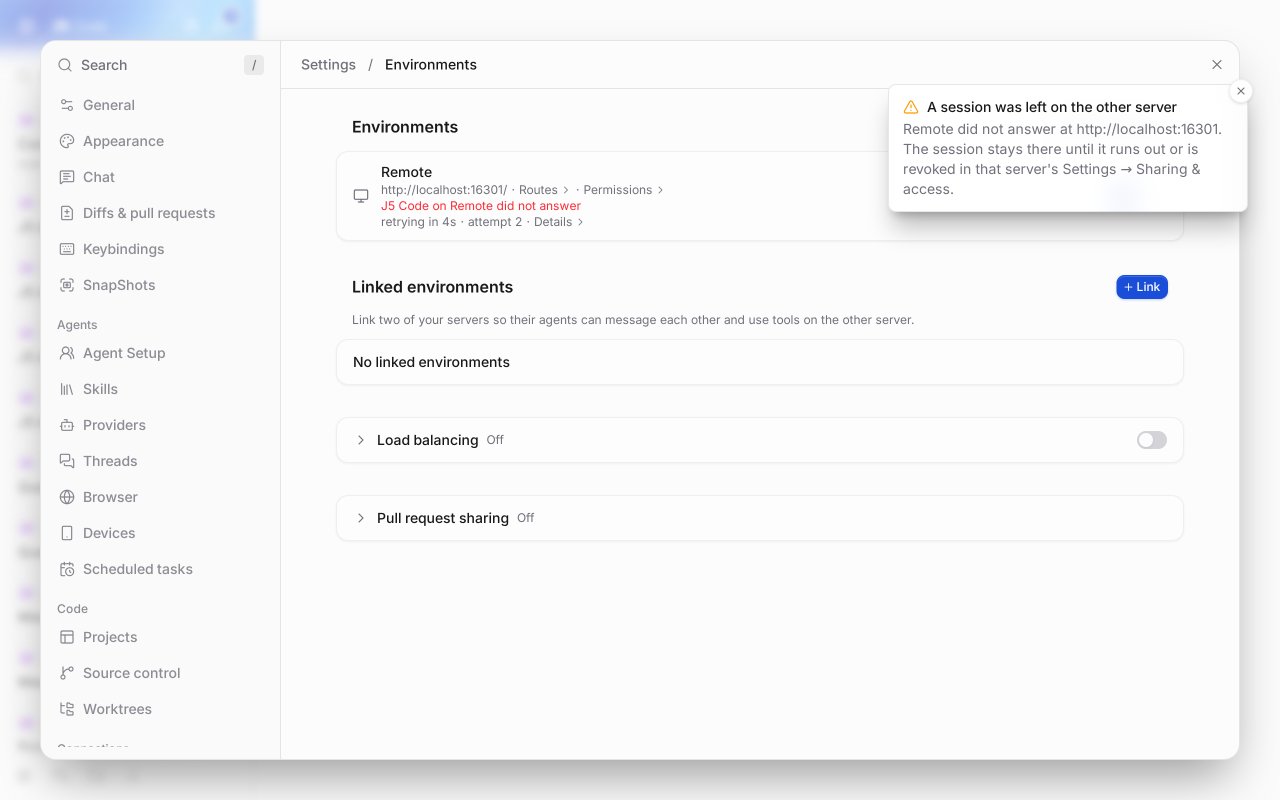 Search /
General
Appearance
Chat
Diffs & pull requests
Keybindings
SnapShots
Agents
Agent Setup
Skills
Providers
Threads
Browser
Devices
Scheduled tasks
Code
Projects
Source control
Worktrees
Settings / Environments
A session was left on the other server
Remote did not answer at http://localhost:16301.
The session stays there until it runs out or is
revoked in that server's Settings → Sharing &
access.
Environments
Remote
http://localhost:16301/ · Routes > · Permissions >
J5 Code on Remote did not answer
retrying in 4s · attempt 2 · Details >
Linked environments
+ Link
Link two of your servers so their agents can message each other and use tools on the other server.
No linked environments
Load balancing Off
Pull request sharing Off